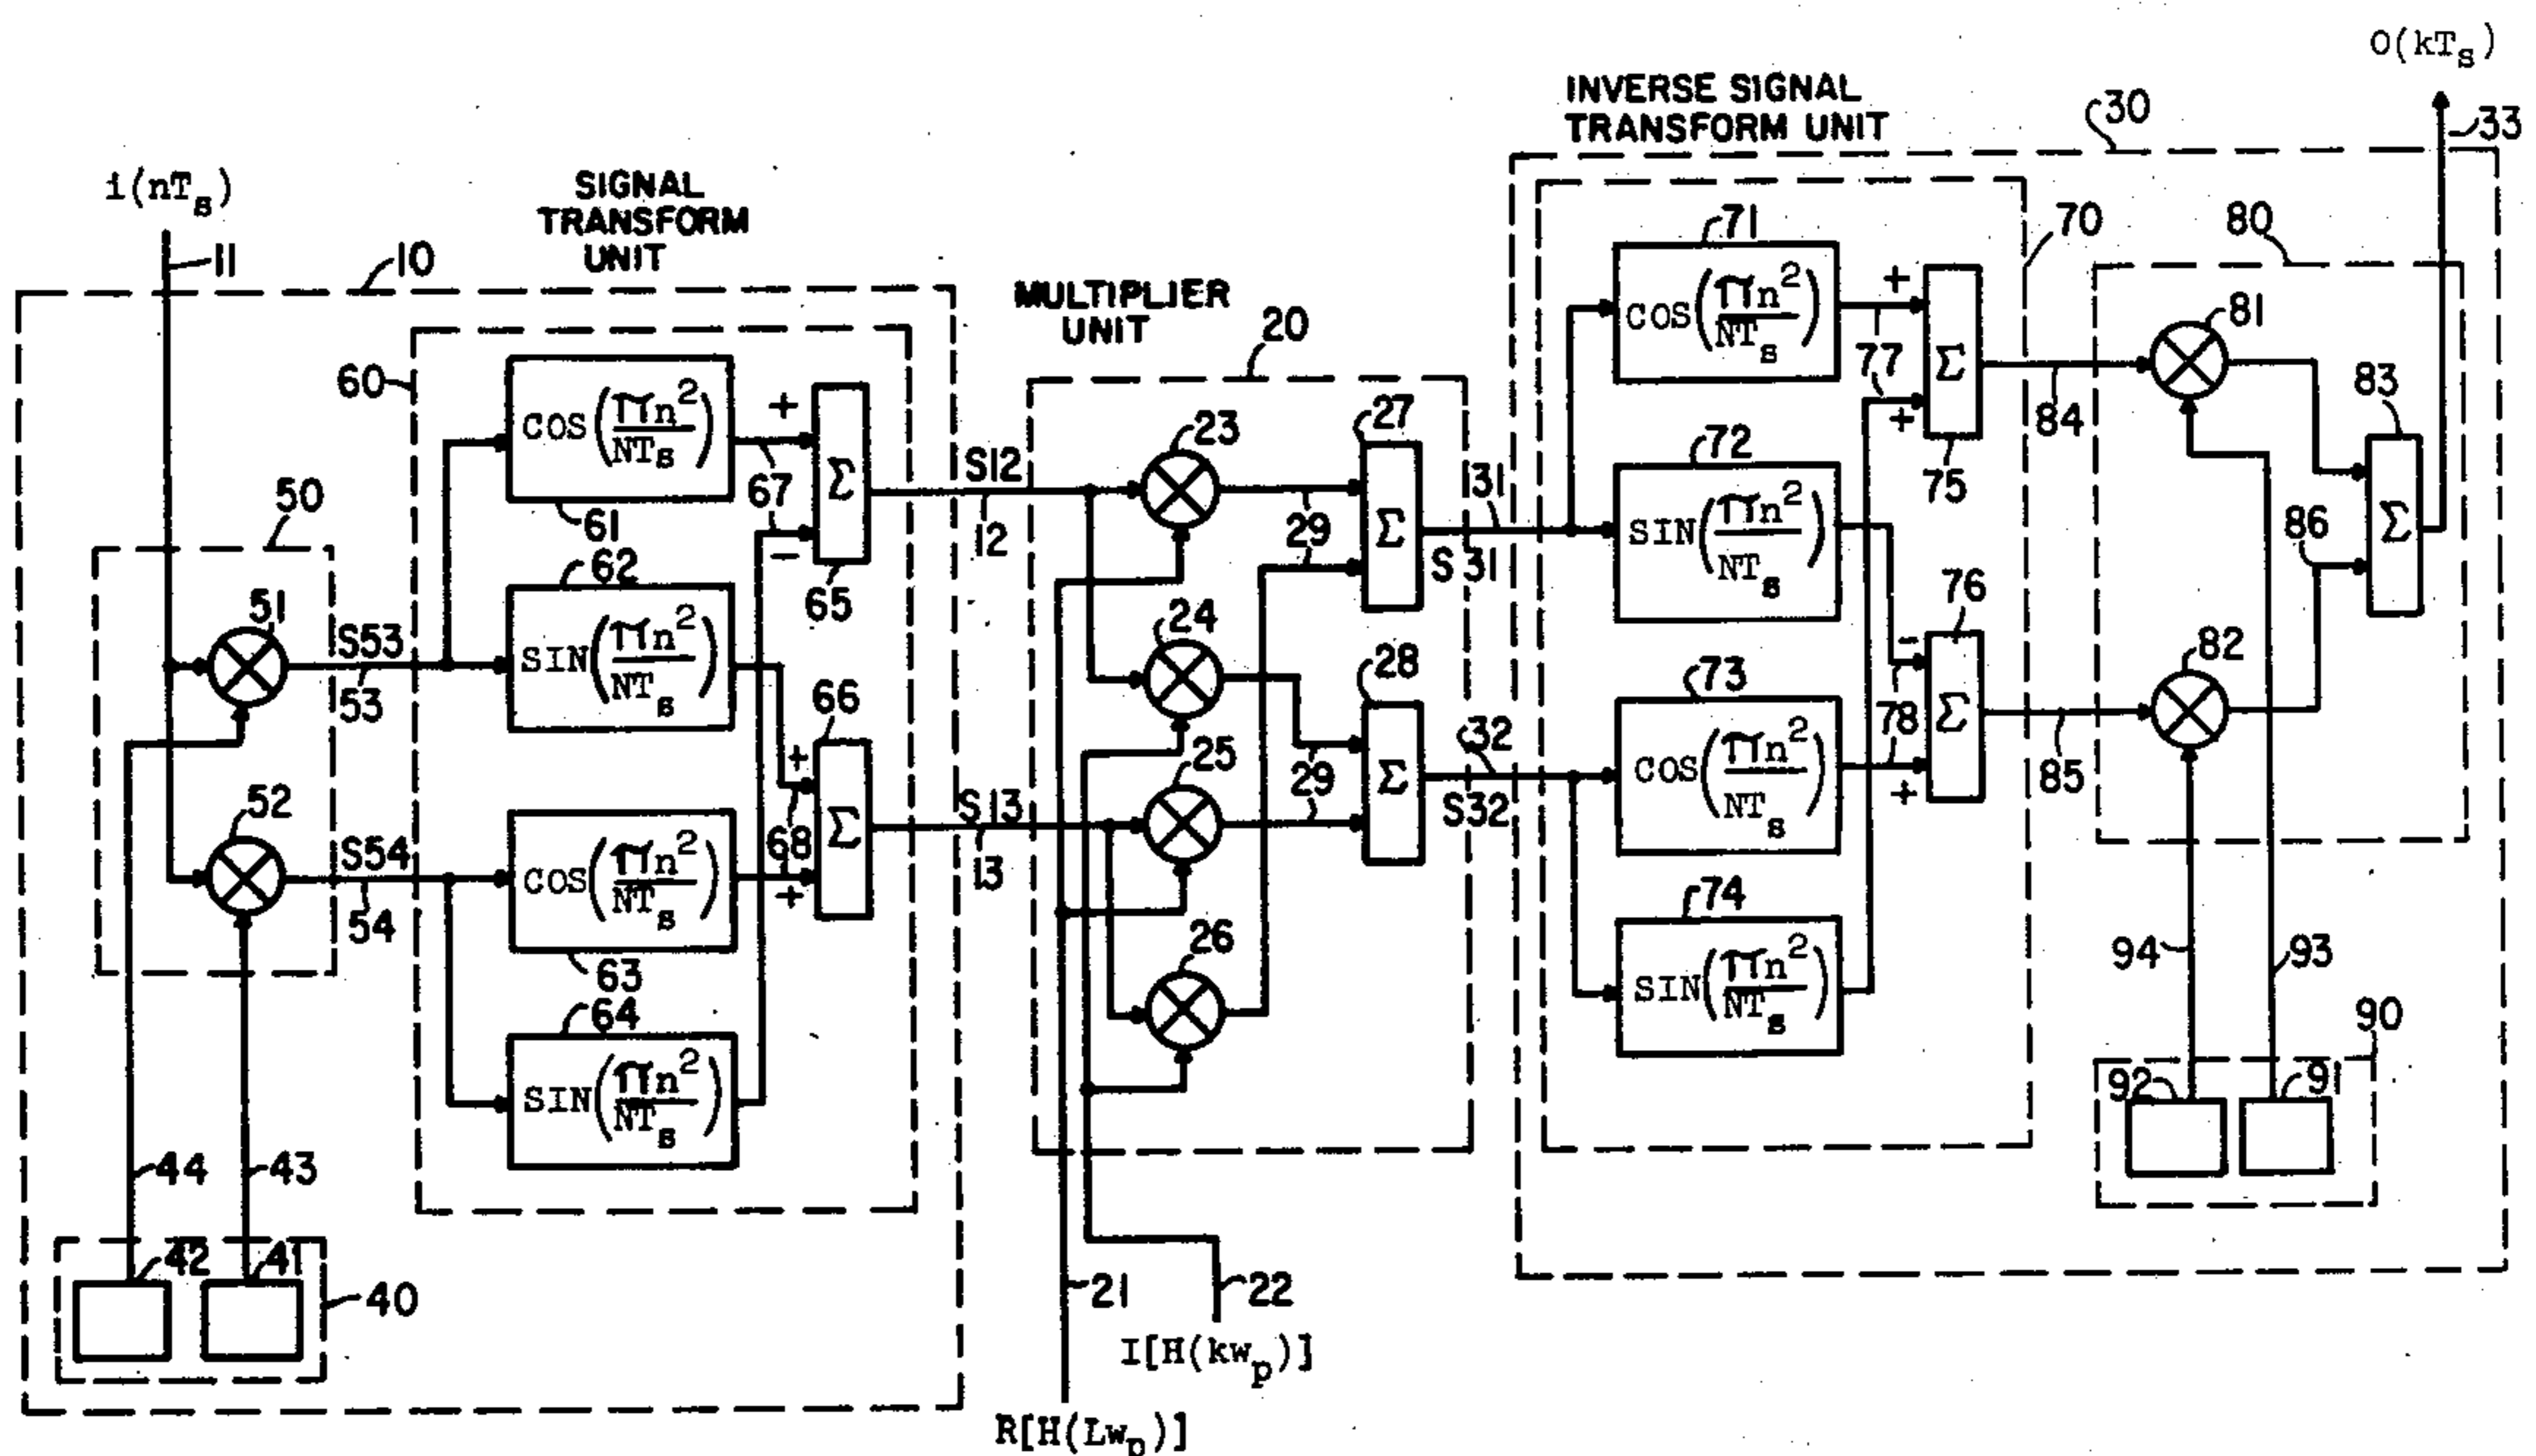 O(kTs)
INVERSE SIGNAL
TRANSFORM UNIT
30
33
i(nTs)
11
10
SIGNAL
TRANSFORM
UNIT
MULTIPLIER
UNIT
20
50
51
52
S53
53
S54
54
44
43
42
41
40
60
COS(πn²/NTs)
61
62
SIN(πn²/NTs)
COS(πn²/NTs)
63
64
SIN(πn²/NTs)
+
67
−
Σ
65
66
+
68
+
Σ
S12
12
S13
13
23
24
25
26
29
29
27
Σ
28
Σ
31
S31
32
S32
21
22
I[H(kwp)]
R[H(Lwp)]
70
71
COS(πn²/NTs)
72
SIN(πn²/NTs)
73
COS(πn²/NTs)
74
SIN(πn²/NTs)
+
77
+
Σ
75
76
−
78
+
Σ
84
85
80
81
82
83
Σ
86
94
93
90
92
91